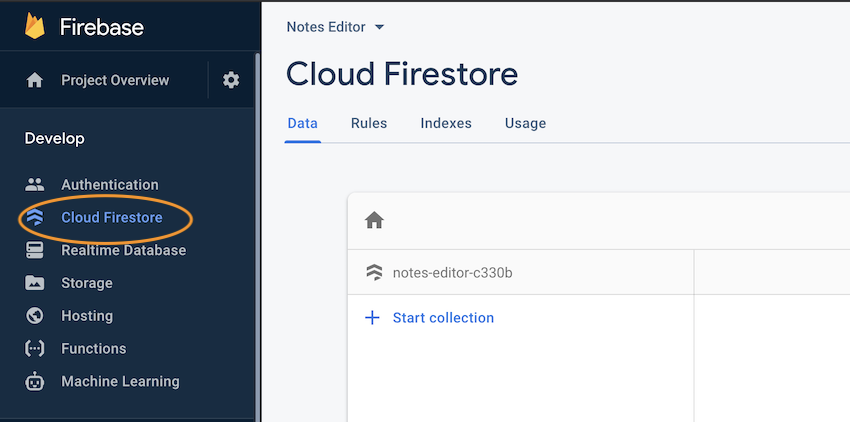 Firebase
Project Overview
Develop
Authentication
Cloud Firestore
Realtime Database
Storage
Hosting
Functions
Machine Learning
Notes Editor
Cloud Firestore
Data Rules Indexes Usage
notes-editor-c330b
Start collection